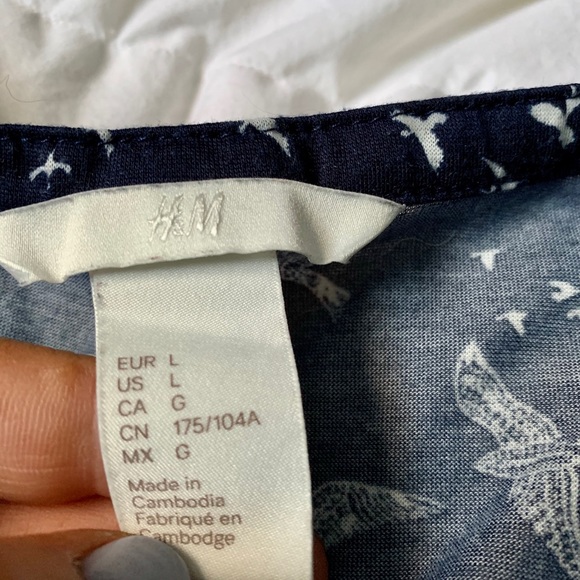 H&M
EUR L
US L
CA G
CN 175/104A
MX G
Made in
Cambodia
Fabriqué en
Cambodge